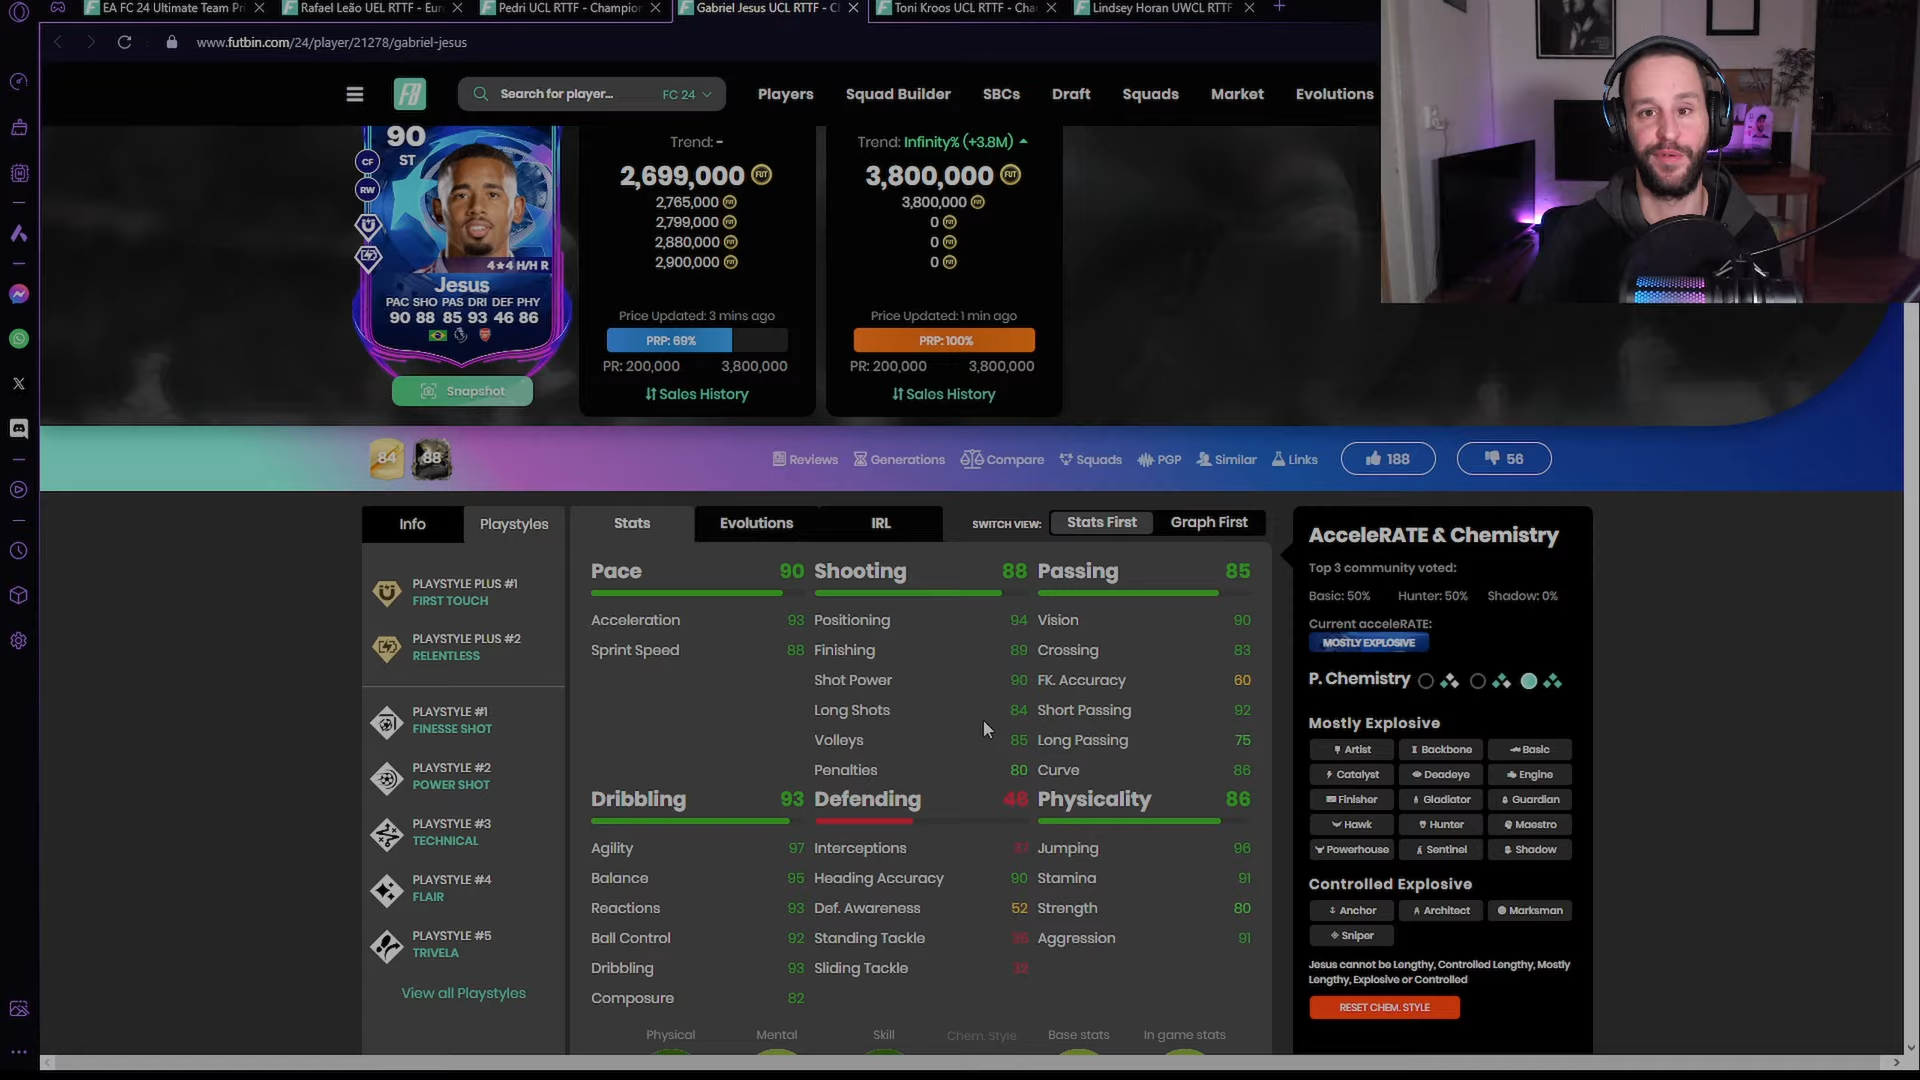 EA FC 24 Ultimate Team Pri
Rafael Leão UEL RTTF - Eur
Pedri UCL RTTF - Champion
Gabriel Jesus UCL RTTF - C
Toni Kroos UCL RTTF - Cha
Lindsey Horan UWCL RTTF
www.futbin.com/24/player/21278/gabriel-jesus
Search for player...
FC 24
Players
Squad Builder
SBCs
Draft
Squads
Market
Evolutions
90
ST
CF
RW
4★4 H/H R
Jesus
PAC SHO PAS DRI DEF PHY
90 88 85 93 46 86
Snapshot
Trend: -
2,699,000
2,765,000
2,799,000
2,880,000
2,900,000
Price Updated: 3 mins ago
PRP: 69%
PR: 200,000 3,800,000
Sales History
Trend: Infinity% (+3.8M)
3,800,000
3,800,000
0
0
0
0
Price Updated: 1 min ago
PRP: 100%
PR: 200,000 3,800,000
Sales History
84
88
Reviews
Generations
Compare
Squads
PGP
Similar
Links
188
56
Info
Playstyles
PLAYSTYLE PLUS #1
FIRST TOUCH
PLAYSTYLE PLUS #2
RELENTLESS
PLAYSTYLE #1
FINESSE SHOT
PLAYSTYLE #2
POWER SHOT
PLAYSTYLE #3
TECHNICAL
PLAYSTYLE #4
FLAIR
PLAYSTYLE #5
TRIVELA
View all Playstyles
Stats
Evolutions
IRL
SWITCH VIEW:
Stats First
Graph First
Pace 90
Acceleration 93
Sprint Speed 88
Shooting 88
Positioning 94
Finishing 89
Shot Power 90
Long Shots 84
Volleys 85
Penalties 80
Passing 85
Vision 90
Crossing 83
FK. Accuracy 60
Short Passing 92
Long Passing 75
Curve 86
Dribbling 93
Agility 97
Balance 95
Reactions 93
Ball Control 92
Dribbling 93
Composure 82
Defending 46
Interceptions
Heading Accuracy 90
Def. Awareness 52
Standing Tackle
Sliding Tackle 32
Physicality 86
Jumping 96
Stamina 91
Strength 80
Aggression 91
Physical
Mental
Skill
Chem. Style
Base stats
In game stats
AcceleRATE & Chemistry
Top 3 community voted:
Basic: 50% Hunter: 50% Shadow: 0%
Current acceleRATE:
MOSTLY EXPLOSIVE
P. Chemistry
Mostly Explosive
Artist Backbone Basic
Catalyst Deadeye Engine
Finisher Gladiator Guardian
Hawk Hunter Maestro
Powerhouse Sentinel Shadow
Controlled Explosive
Anchor Architect Marksman
Sniper
Jesus cannot be Lengthy, Controlled Lengthy, Mostly
Lengthy, Explosive or Controlled
RESET CHEM. STYLE